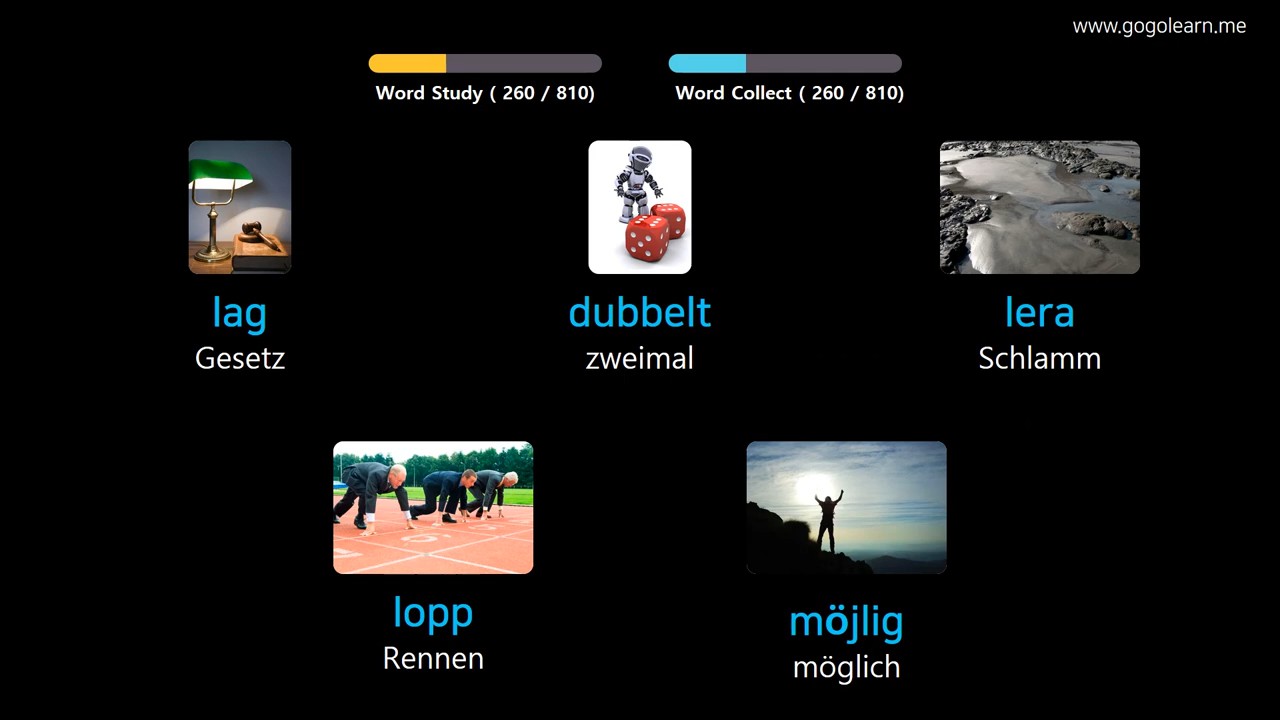 www.gogolearn.me
Word Study ( 260 / 810)
Word Collect ( 260 / 810)
lag
Gesetz
dubbelt
zweimal
lera
Schlamm
lopp
Rennen
möjlig
möglich